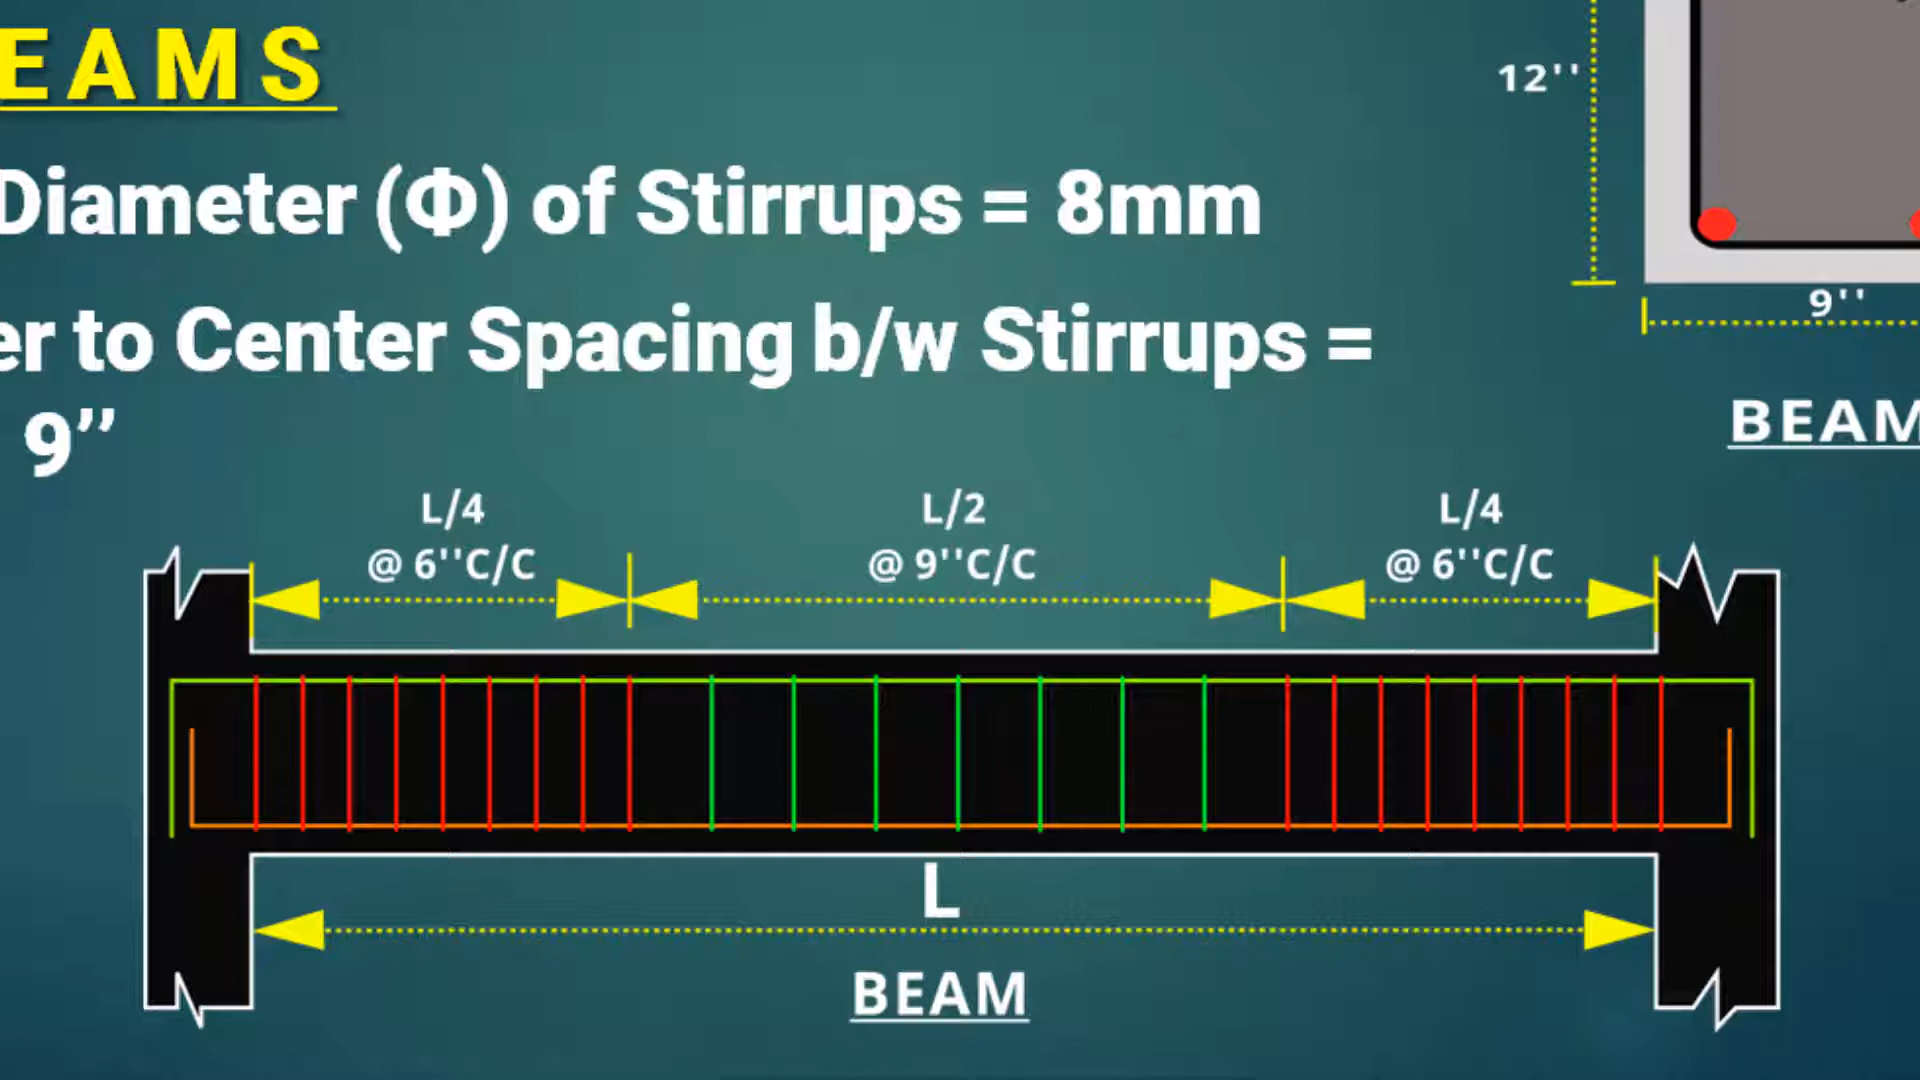 EAMS
Diameter (Φ) of Stirrups = 8mm
er to Center Spacing b/w Stirrups =
9’’
12''
9''
BEAM
L/4
@ 6''C/C
L/2
@ 9''C/C
L/4
@ 6''C/C
L
BEAM